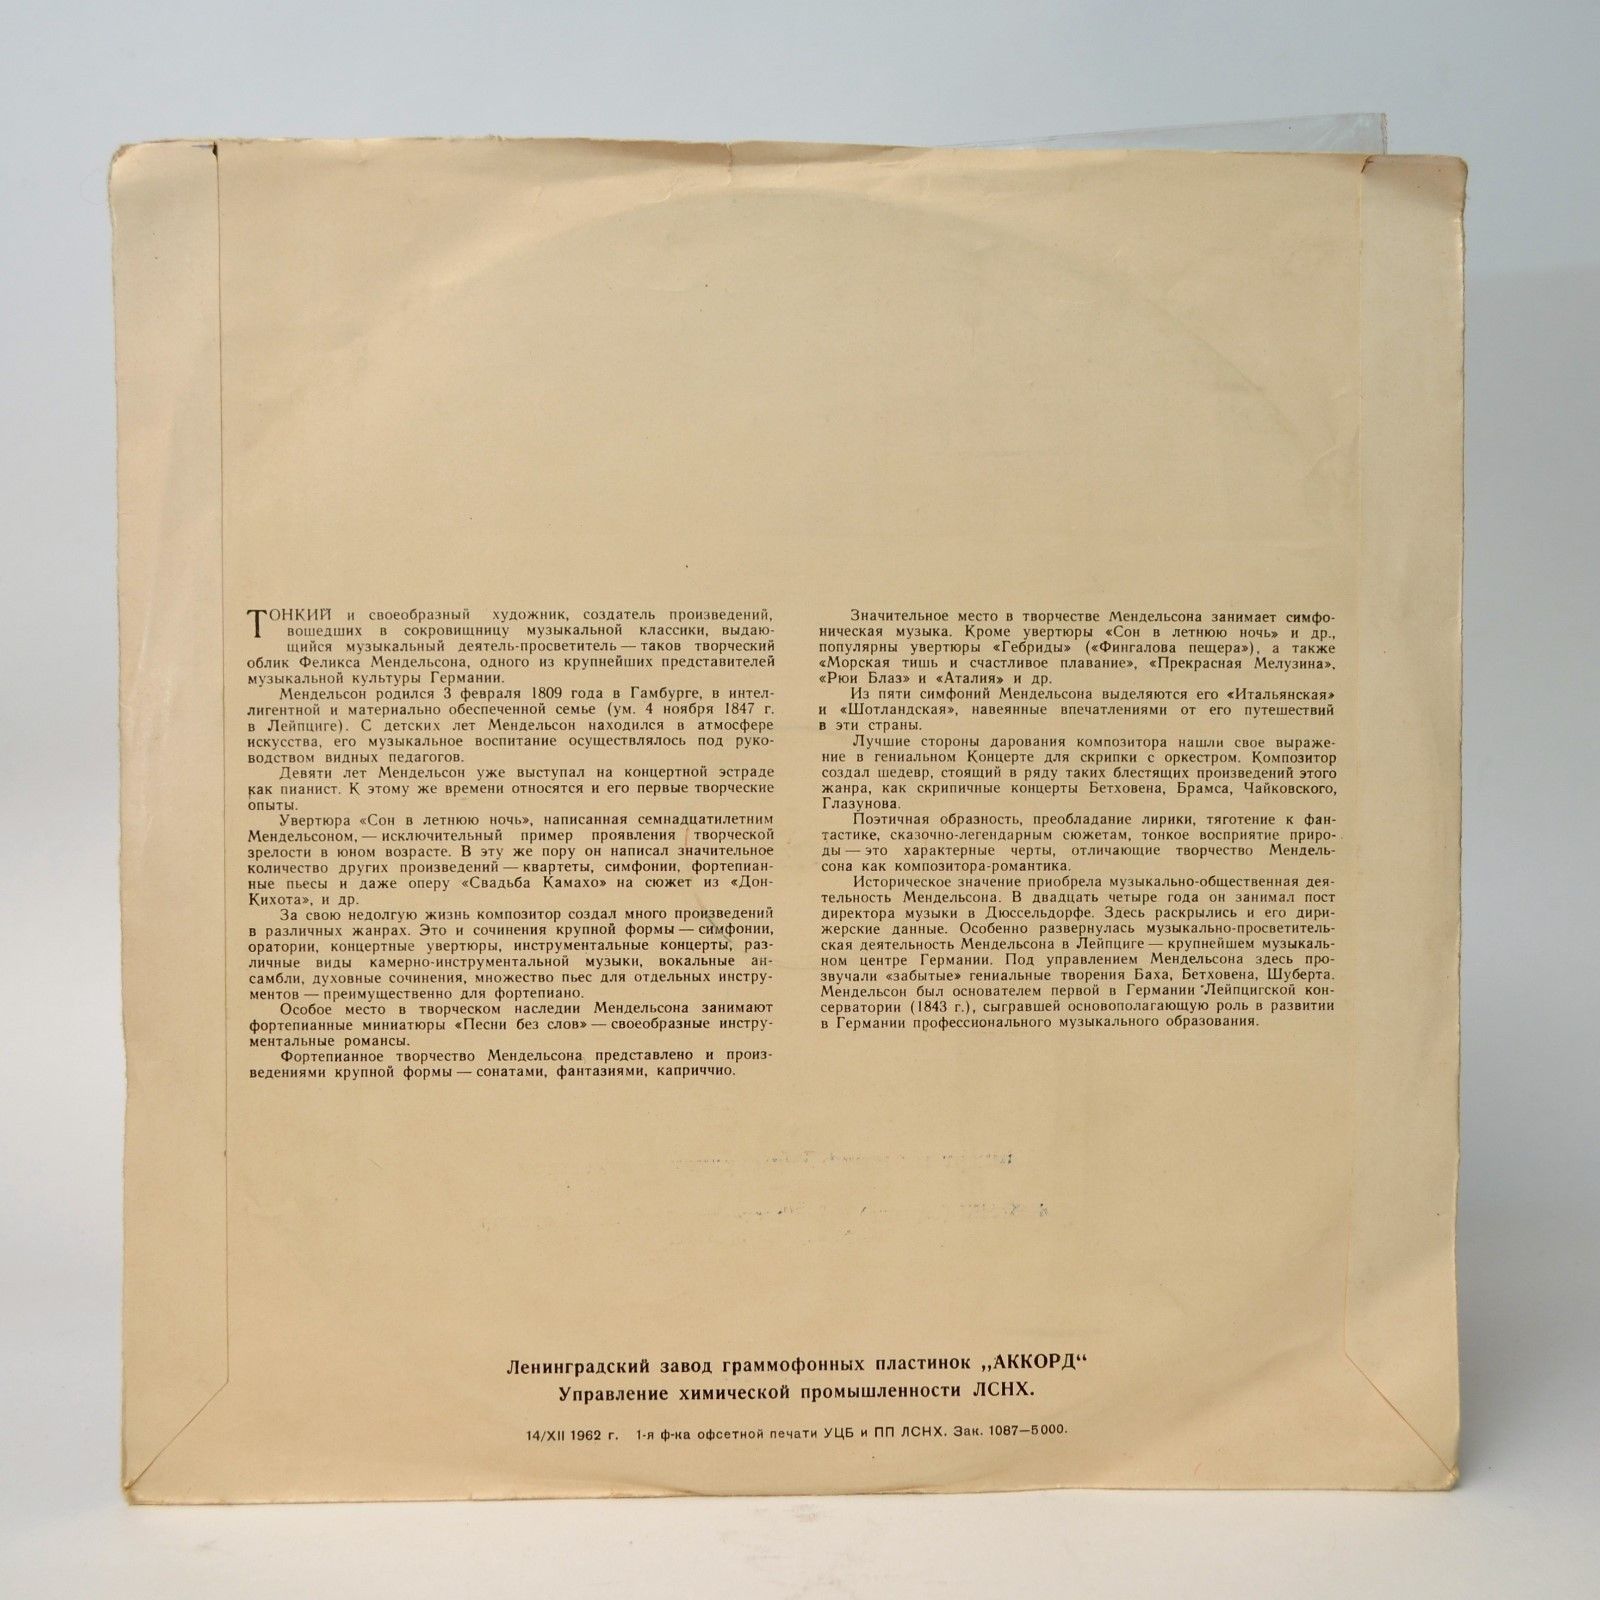 ТОНКИЙ и своеобразный художник, создатель произведений,
вошедших в сокровищницу музыкальной классики, выдаю-
щийся музыкальный деятель-просветитель — таков творческий
облик Феликса Мендельсона, одного из крупнейших представителей
музыкальной культуры Германии.
Мендельсон родился 3 февраля 1809 года в Гамбурге, в интел-
лигентной и материально обеспеченной семье (ум. 4 ноября 1847 г.
в Лейпциге). С детских лет Мендельсон находился в атмосфере
искусства, его музыкальное воспитание осуществлялось под руко-
водством видных педагогов.
Девяти лет Мендельсон уже выступал на концертной эстраде
как пианист. К этому же времени относятся и его первые творческие
опыты.
Увертюра «Сон в летнюю ночь», написанная семнадцатилетним
Мендельсоном, — исключительный пример проявления творческой
зрелости в юном возрасте. В эту же пору он написал значительное
количество других произведений — квартеты, симфонии, фортепиан-
ные пьесы и даже оперу «Свадьба Камахо» на сюжет из «Дон-
Кихота», и др.
За свою недолгую жизнь композитор создал много произведений
в различных жанрах. Это и сочинения крупной формы — симфонии,
оратории, концертные увертюры, инструментальные концерты, раз-
личные виды камерно-инструментальной музыки, вокальные ан-
самбли, духовные сочинения, множество пьес для отдельных инстру-
ментов — преимущественно для фортепиано.
Особое место в творческом наследии Мендельсона занимают
фортепианные миниатюры «Песни без слов» — своеобразные инстру-
ментальные романсы.
Фортепианное творчество Мендельсона представлено и произ-
ведениями крупной формы — сонатами, фантазиями, каприччио.
Значительное место в творчестве Мендельсона занимает симфо-
ническая музыка. Кроме увертюры «Сон в летнюю ночь» и др.,
популярны увертюры «Гебриды» («Фингалова пещера»), а также
«Морская тишь и счастливое плавание», «Прекрасная Мелузина»,
«Рюи Блаз» и «Аталия» и др.
Из пяти симфоний Мендельсона выделяются его «Итальянская»
и «Шотландская», навеянные впечатлениями от его путешествий
в эти страны.
Лучшие стороны дарования композитора нашли свое выраже-
ние в гениальном Концерте для скрипки с оркестром. Композитор
создал шедевр, стоящий в ряду таких блестящих произведений этого
жанра, как скрипичные концерты Бетховена, Брамса, Чайковского,
Глазунова.
Поэтичная образность, преобладание лирики, тяготение к фан-
тастике, сказочно-легендарным сюжетам, тонкое восприятие приро-
ды — это характерные черты, отличающие творчество Мендель-
сона как композитора-романтика.
Историческое значение приобрела музыкально-общественная дея-
тельность Мендельсона. В двадцать четыре года он занимал пост
директора музыки в Дюссельдорфе. Здесь раскрылись и его дири-
жерские данные. Особенно развернулась музыкально-просветитель-
ская деятельность Мендельсона в Лейпциге — крупнейшем музыкаль-
ном центре Германии. Под управлением Мендельсона здесь про-
звучали «забытые» гениальные творения Баха, Бетховена, Шуберта.
Мендельсон был основателем первой в Германии Лейпцигской кон-
серватории (1843 г.), сыгравшей основополагающую роль в развитии
в Германии профессионального музыкального образования.
Ленинградский завод граммофонных пластинок „АККОРД“
Управление химической промышленности ЛСНХ.
14/XII 1962 г. 1-я ф-ка офсетной печати УЦБ и ПП ЛСНХ. Зак. 1087—5000.